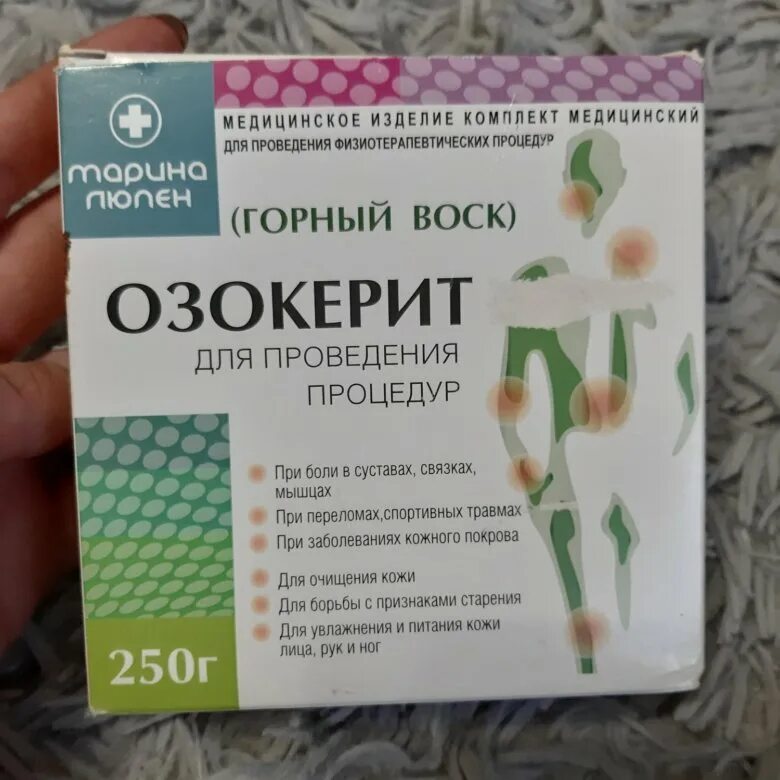 марина
люпен
МЕДИЦИНСКОЕ ИЗДЕЛИЕ КОМПЛЕКТ МЕДИЦИНСКИЙ
ДЛЯ ПРОВЕДЕНИЯ ФИЗИОТЕРАПЕВТИЧЕСКИХ ПРОЦЕДУР
(ГОРНЫЙ ВОСК)
ОЗОКЕРИТ
ДЛЯ ПРОВЕДЕНИЯ
ПРОЦЕДУР
При боли в суставах, связках,
мышцах
При переломах,спортивных травмах
При заболеваниях кожного покрова
Для очищения кожи
Для борьбы с признаками старения
Для увлажнения и питания кожи
лица, рук и ног
250г